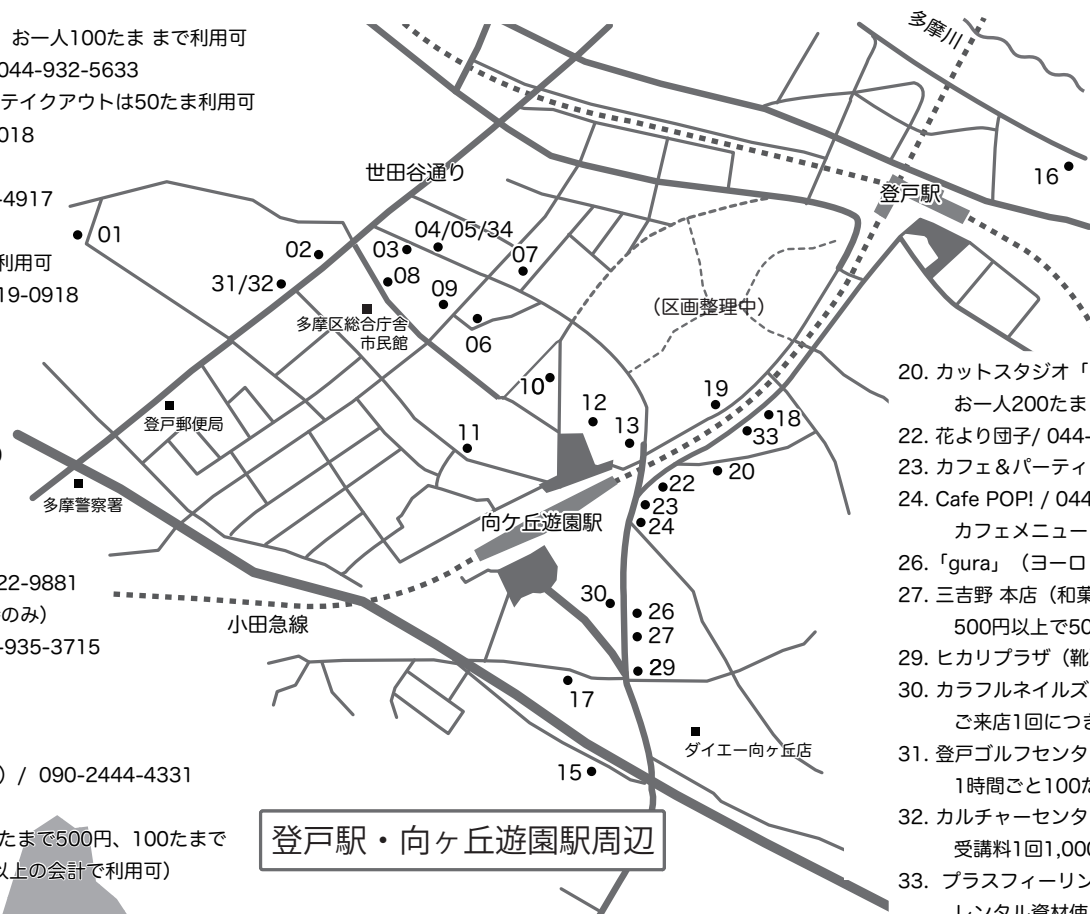 お一人100たま まで利用可
044-932-5633
テイクアウトは50たま利用可
018
-4917
利用可
19-0918
)
22-9881
のみ）
-935-3715
）/ 090-2444-4331
たまで500円、100たまで
以上の会計で利用可）
多摩川
世田谷通り
登戸駅
16
01
02
03
04/05/34
07
31/32
08
09
06
多摩区総合庁舎
市民館
（区画整理中）
10
12
13
19
18
33
11
20
22
23
24
登戸郵便局
多摩警察署
向ケ丘遊園駅
小田急線
30
26
27
29
17
15
ダイエー向ヶ丘店
登戸駅・向ヶ丘遊園駅周辺
20. カットスタジオ「
お一人200たま
22. 花より団子/ 044-
23. カフェ＆パーティ
24. Cafe POP! / 044
カフェメニュー
26.「gura」（ヨーロ
27. 三吉野 本店（和菓
500円以上で50
29. ヒカリプラザ（靴
30. カラフルネイルズ
ご来店1回につき
31. 登戸ゴルフセンタ
1時間ごと100た
32. カルチャーセンタ
受講料1回1,000
33. プラスフィーリン
レンタル資材使